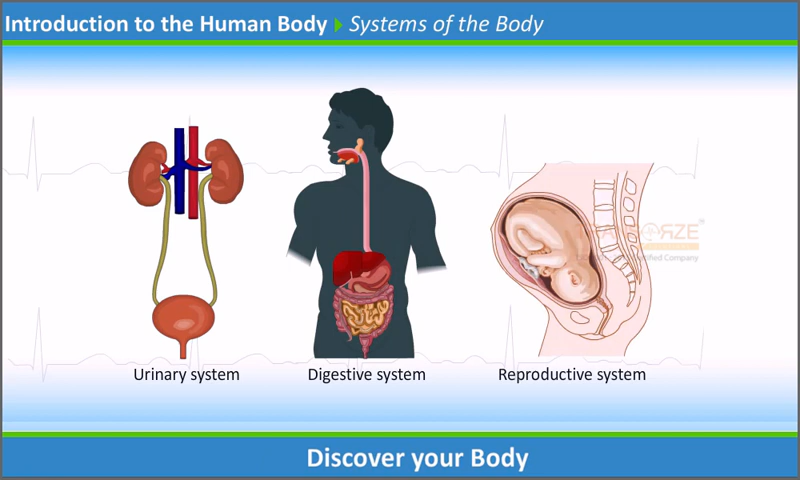 Introduction to the Human Body Systems of the Body
Urinary system
Digestive system
Reproductive system
Discover your Body